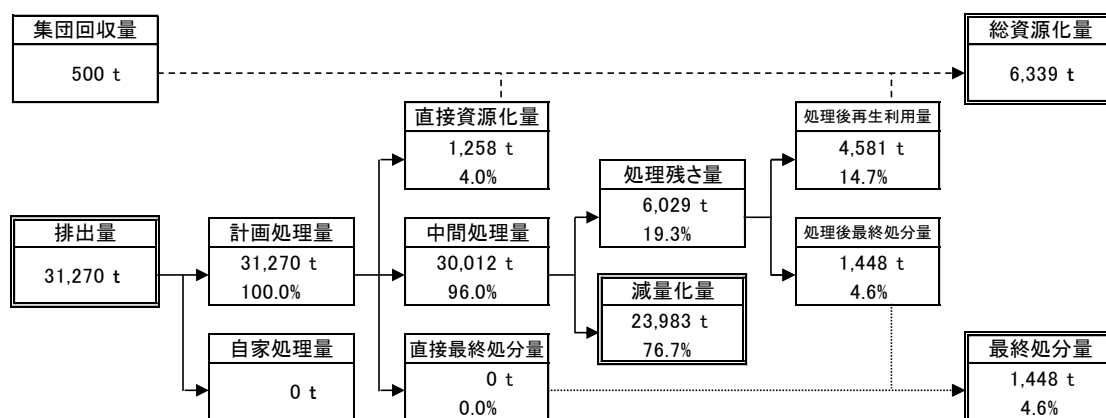 集団回収量
500 t
総資源化量
6,339 t
直接資源化量
1,258 t
4.0%
処理後再生利用量
4,581 t
14.7%
処理残さ量
6,029 t
19.3%
排出量
31,270 t
計画処理量
31,270 t
100.0%
中間処理量
30,012 t
96.0%
処理後最終処分量
1,448 t
4.6%
減量化量
23,983 t
76.7%
自家処理量
0 t
直接最終処分量
0 t
0.0%
最終処分量
1,448 t
4.6%